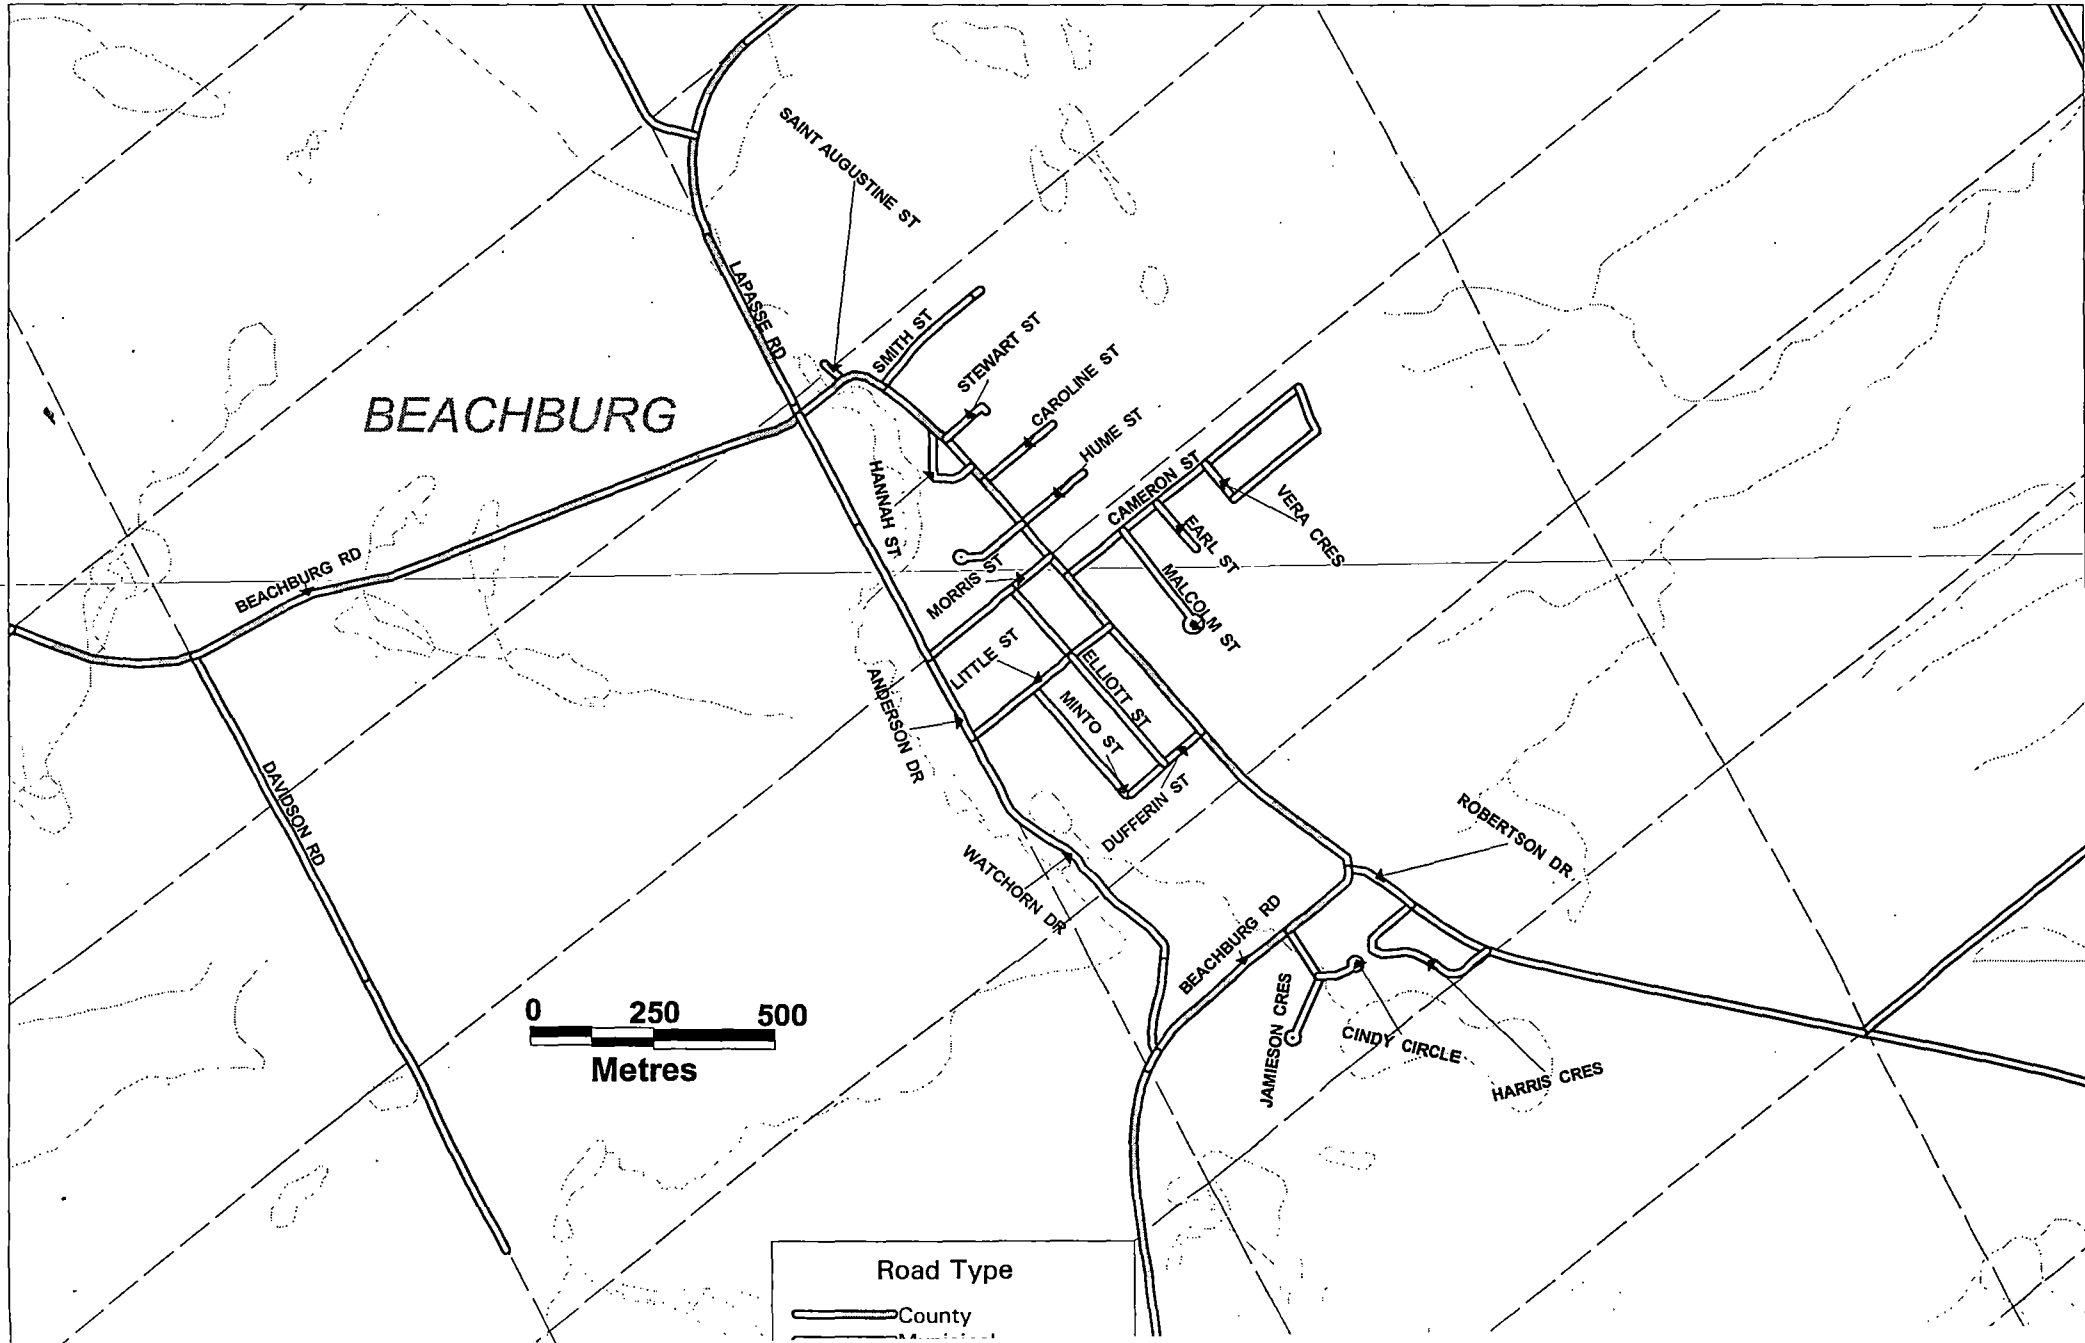 SAINT AUGUSTINE ST
LAPASSE RD
SMITH ST
STEWART ST
CAROLINE ST
BEACHBURG
HUME ST
HANNAH ST
CAMERON ST
VERA CRES
EARL ST
BEACHBURG RD
MORRIS ST
MALCOLM ST
LITTLE ST
ELLIOTT ST
ANDERSON DR
MINTO ST
DAVIDSON RD
DUFFERIN ST
ROBERTSON DR
WATCHORN DR
BEACHBURG RD
JAMIESON CRES
0 250 500
Metres
CINDY CIRCLE
HARRIS CRES
Road Type
County